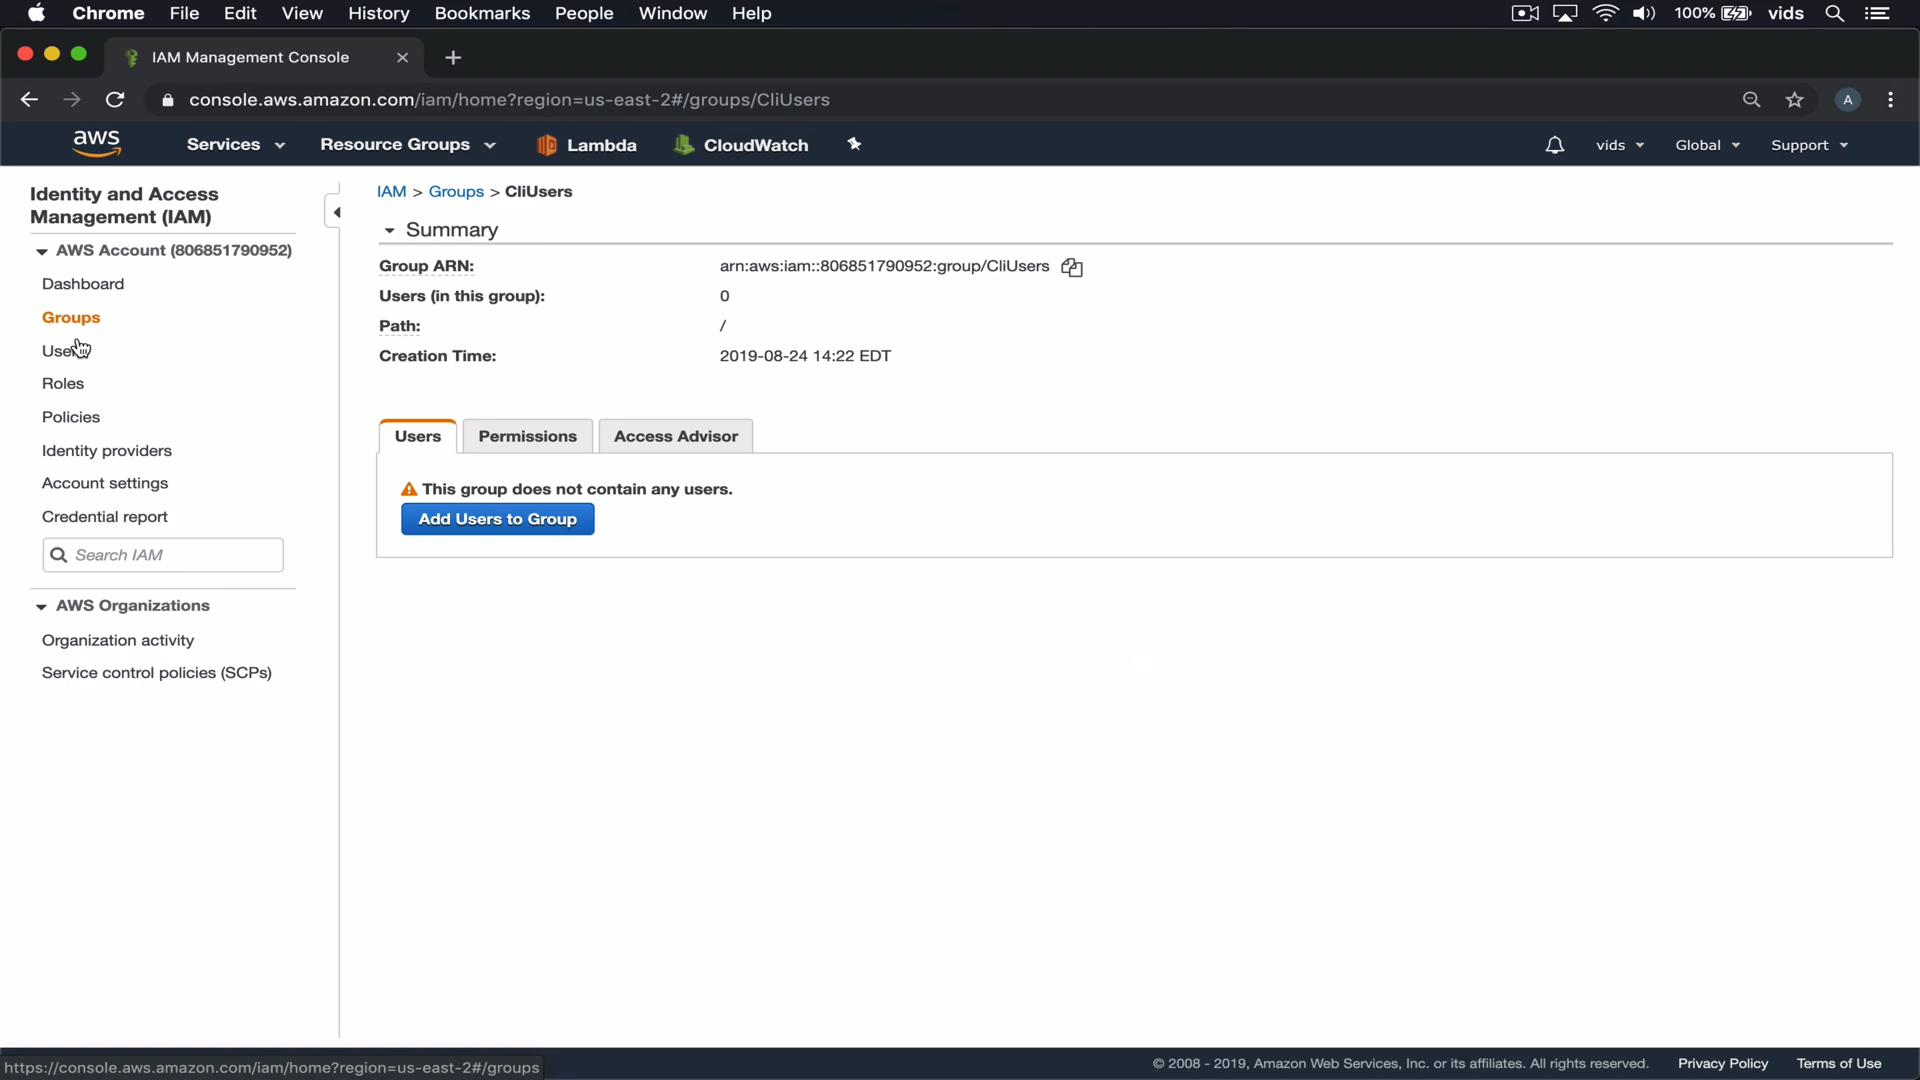 Chrome File Edit View History Bookmarks People Window Help 100% vids
IAM Management Console
console.aws.amazon.com/iam/home?region=us-east-2#/groups/CliUsers A
aws Services Resource Groups Lambda CloudWatch vids Global Support
Identity and Access
Management (IAM)
AWS Account (806851790952)
Dashboard
Groups
Roles
Policies
Identity providers
Account settings
Credential report
Search IAM
AWS Organizations
Organization activity
Service control policies (SCPs)
IAM > Groups > CliUsers
Summary
Group ARN: arn:aws:iam::806851790952:group/CliUsers
Users (in this group): 0
Path: /
Creation Time: 2019-08-24 14:22 EDT
Users Permissions Access Advisor
This group does not contain any users.
Add Users to Group
https://console.aws.amazon.com/iam/home?region=us-east-2#/groups
© 2008 - 2019, Amazon Web Services, Inc. or its affiliates. All rights reserved. Privacy Policy Terms of Use